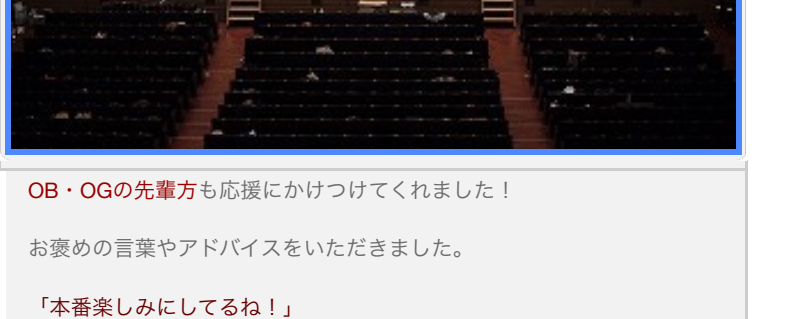 OB・OGの先輩方も応援にかけつけてくれました！
お褒めの言葉やアドバイスをいただきました。
「本番楽しみにしてるね！」